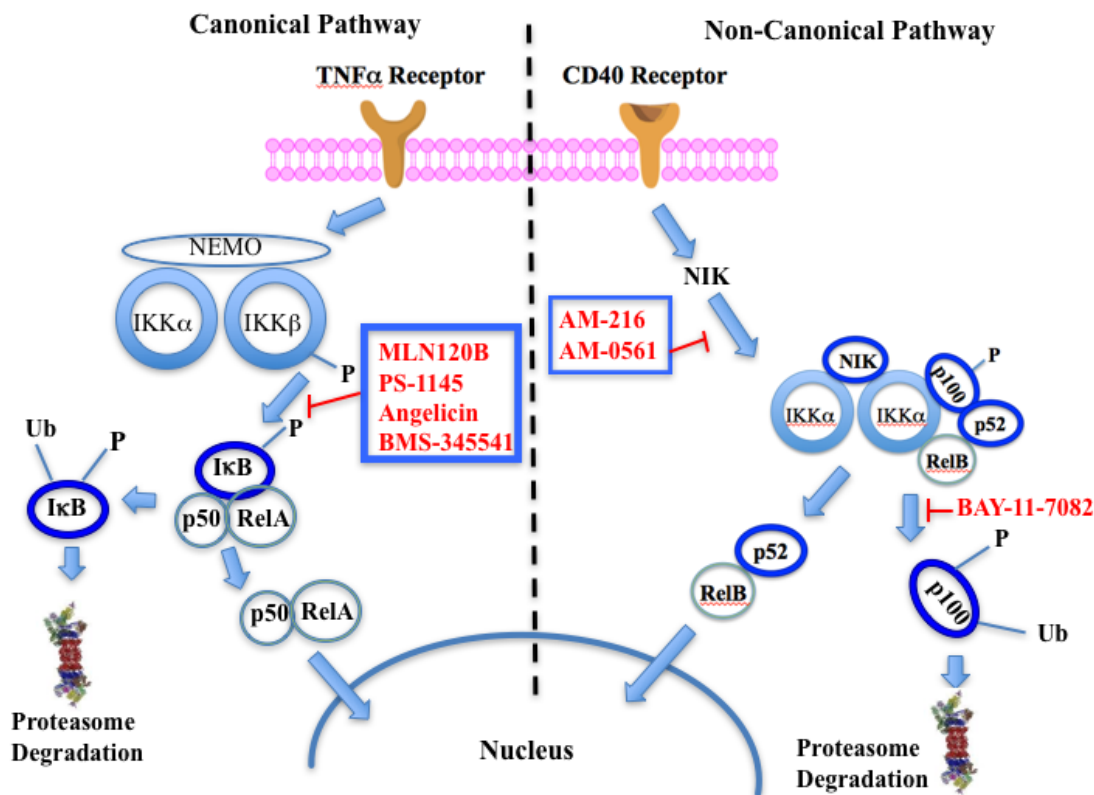 Canonical Pathway
Non-Canonical Pathway
TNFα Receptor
CD40 Receptor
NEMO
IKKα
IKKβ
P
MLN120B
PS-1145
Angelicin
BMS-345541
Ub
P
IκB
P
IκB
p50
RelA
p50
RelA
Proteasome
Degradation
NIK
AM-216
AM-0561
NIK
IKKα
IKKα
p100
P
p52
RelB
BAY-11-7082
p52
RelB
P
p100
Ub
Proteasome
Degradation
Nucleus